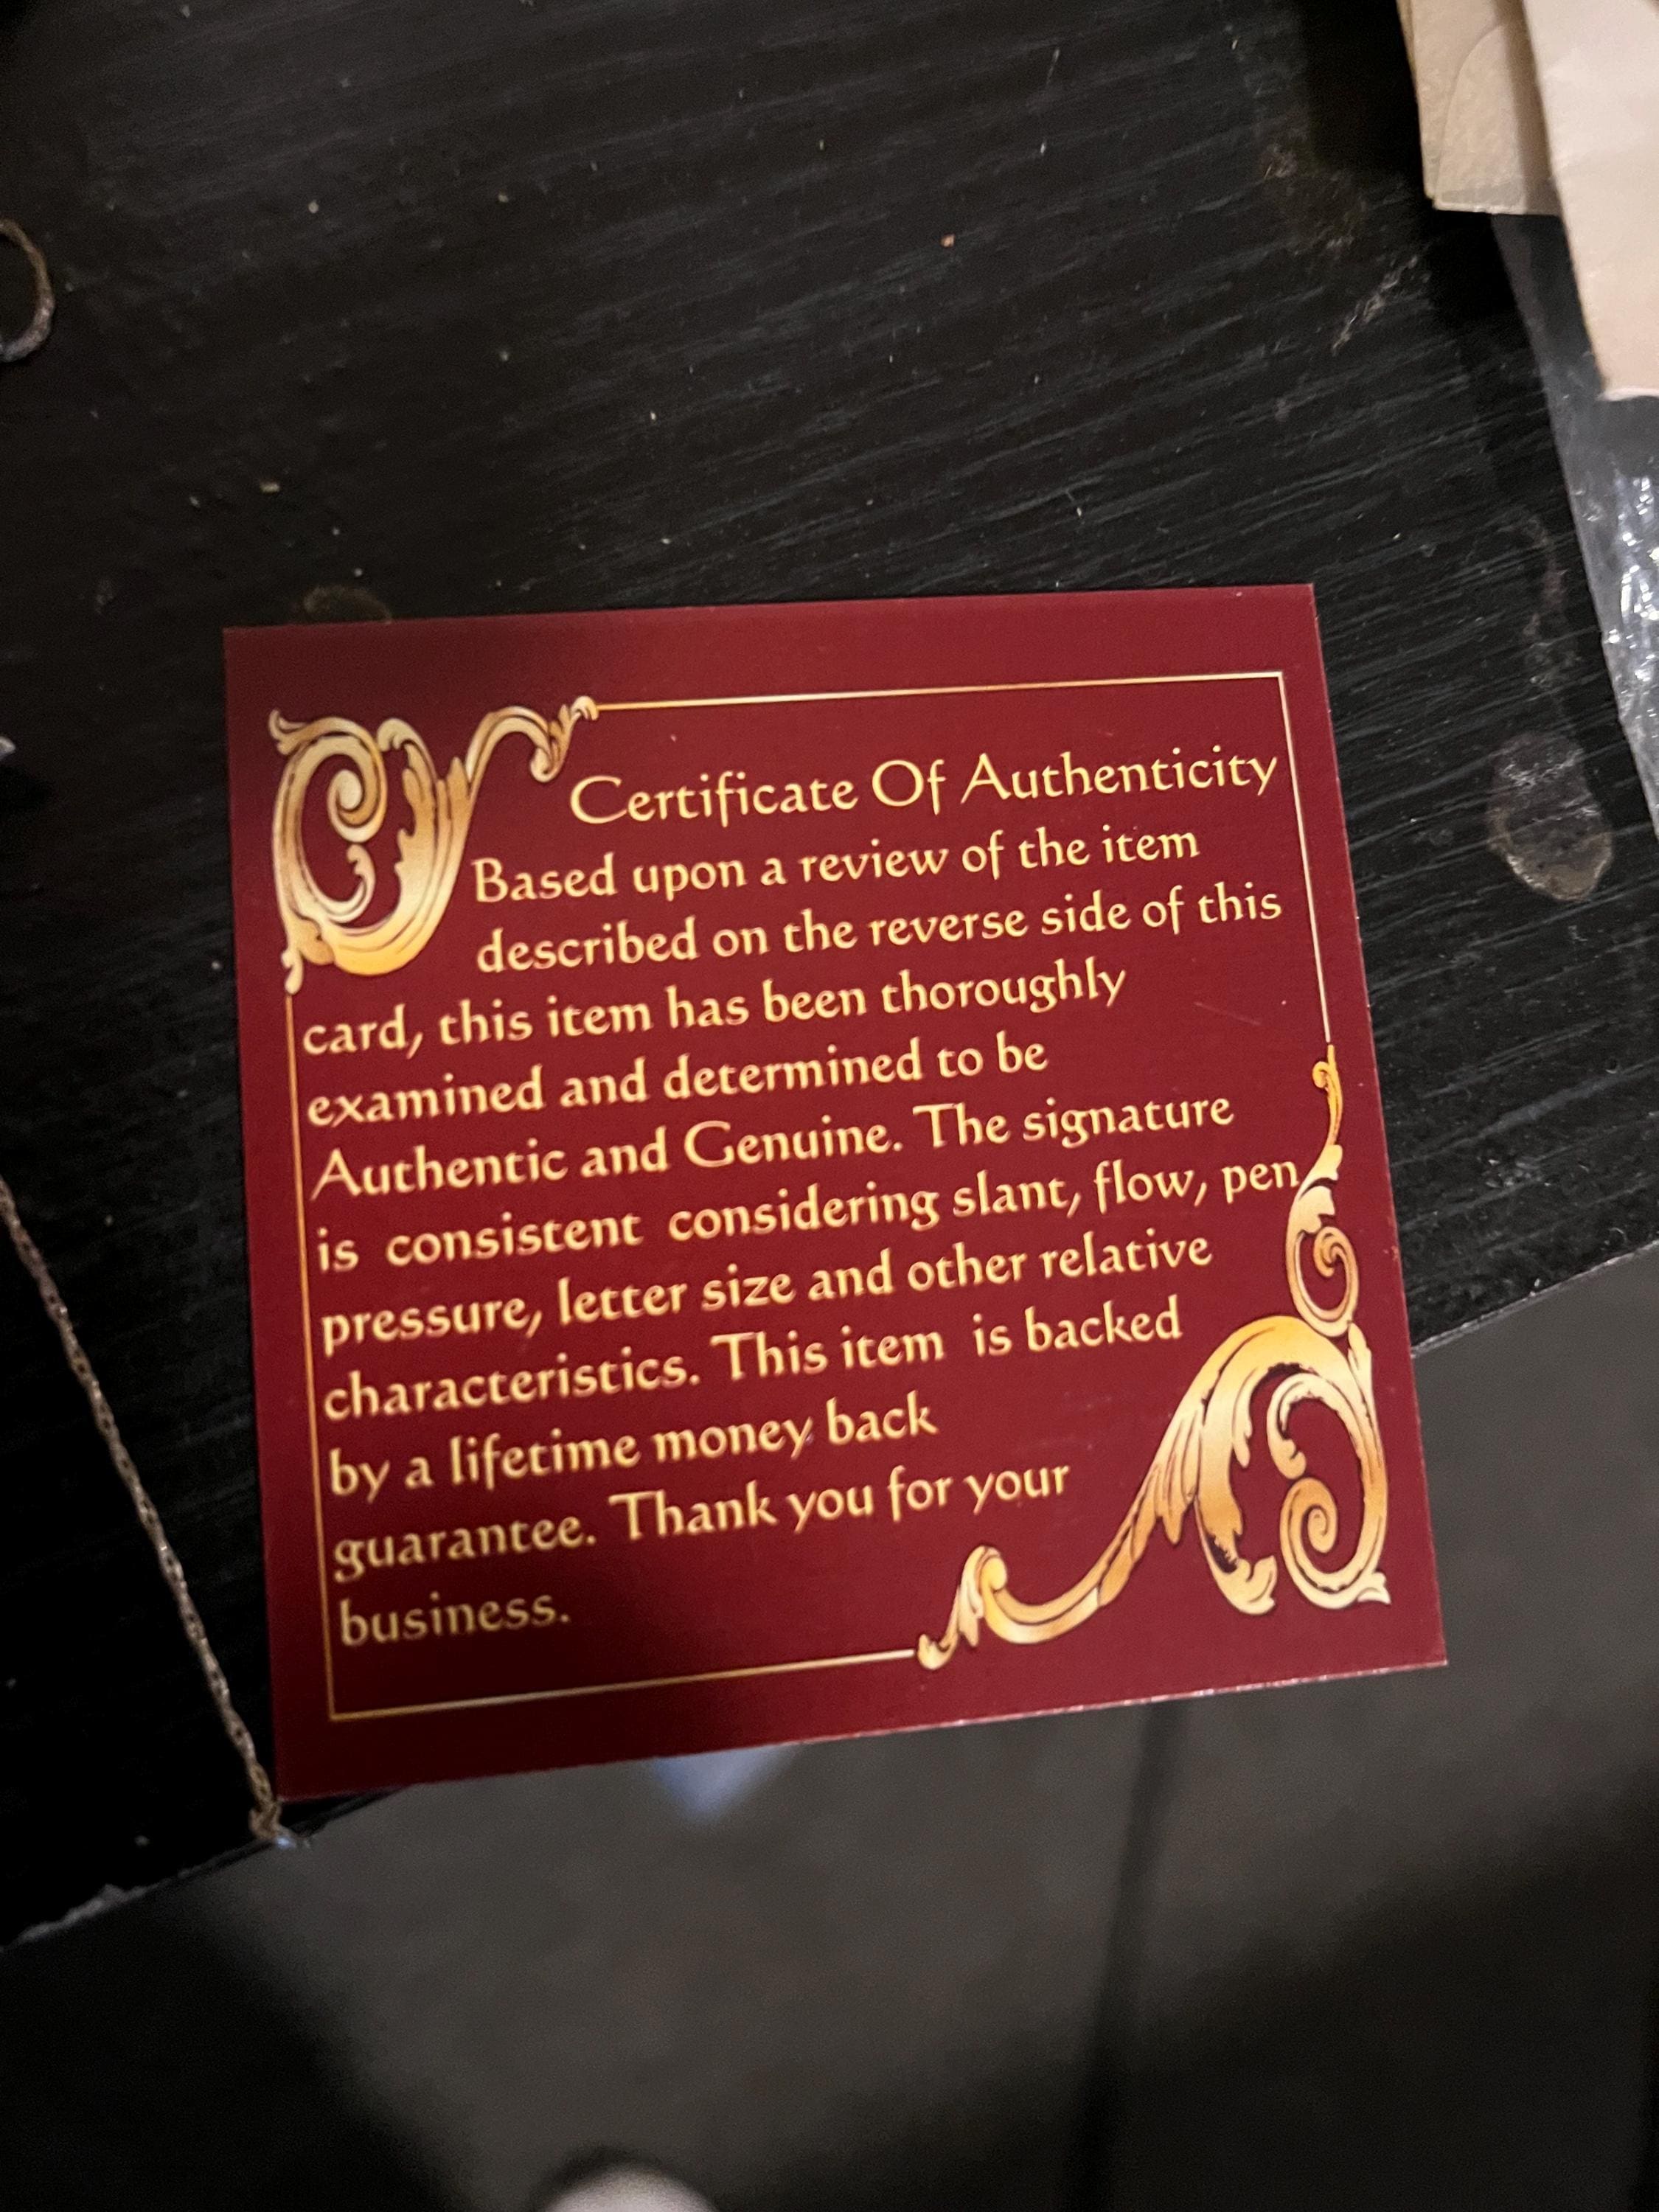 Certificate Of Authenticity
Based upon a review of the item
described on the reverse side of this
card, this item has been thoroughly
examined and determined to be
Authentic and Genuine. The signature
is consistent considering slant, flow, pen
pressure, letter size and other relative
characteristics. This item is backed
by a lifetime money back
guarantee. Thank you for your
business.